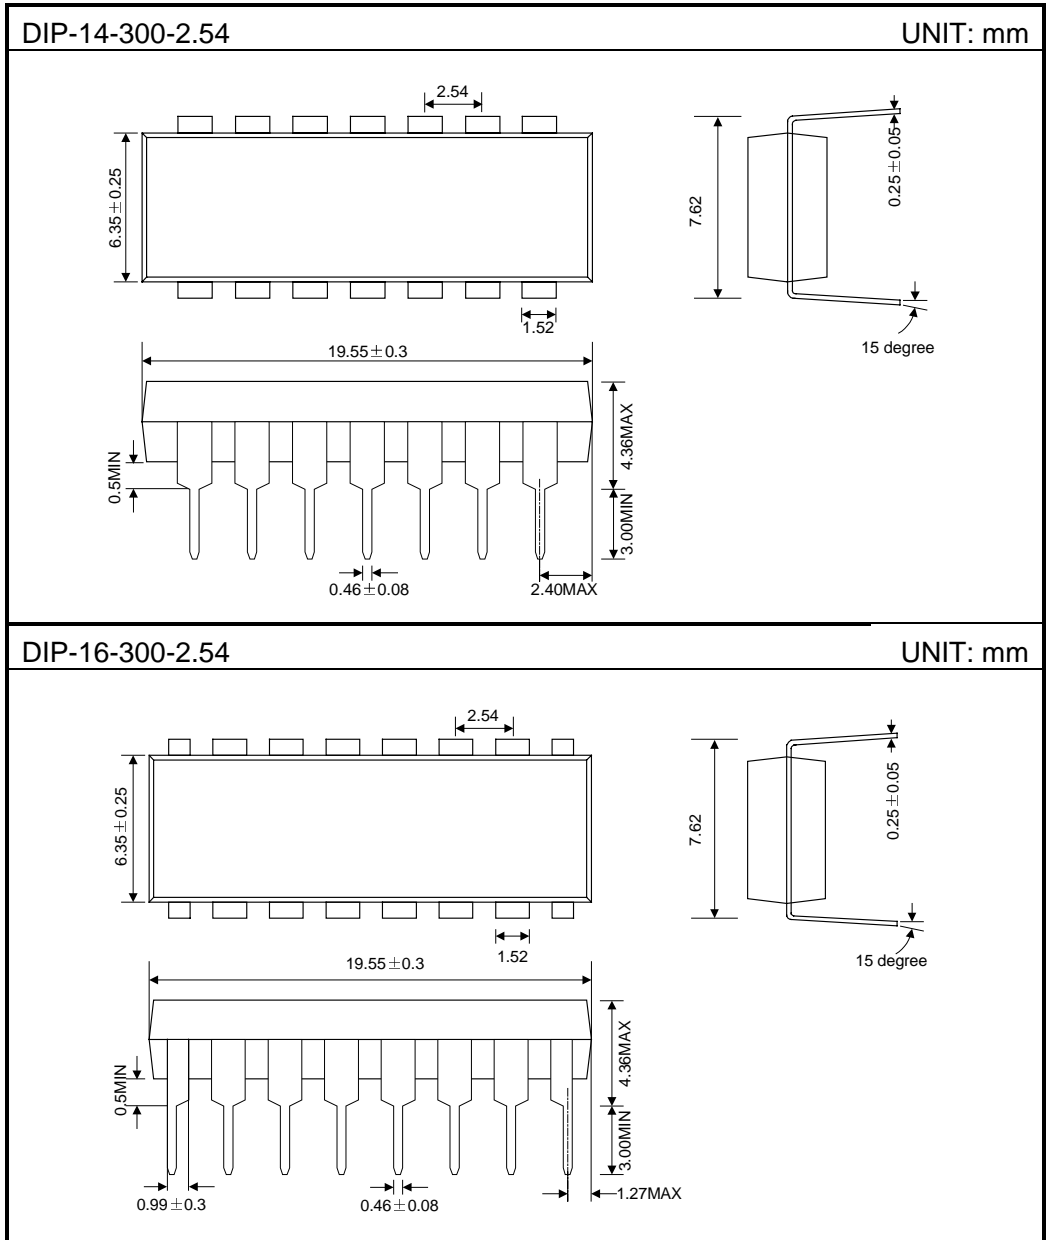 DIP-14-300-2.54 UNIT: mm
2.54
6.35±0.25
7.62
0.25±0.05
1.52
15 degree
19.55±0.3
4.36MAX
0.5MIN
3.00MIN
0.46±0.08
2.40MAX
DIP-16-300-2.54 UNIT: mm
2.54
6.35±0.25
7.62
0.25±0.05
1.52
15 degree
19.55±0.3
4.36MAX
0.5MIN
3.00MIN
0.99±0.3
0.46±0.08
1.27MAX